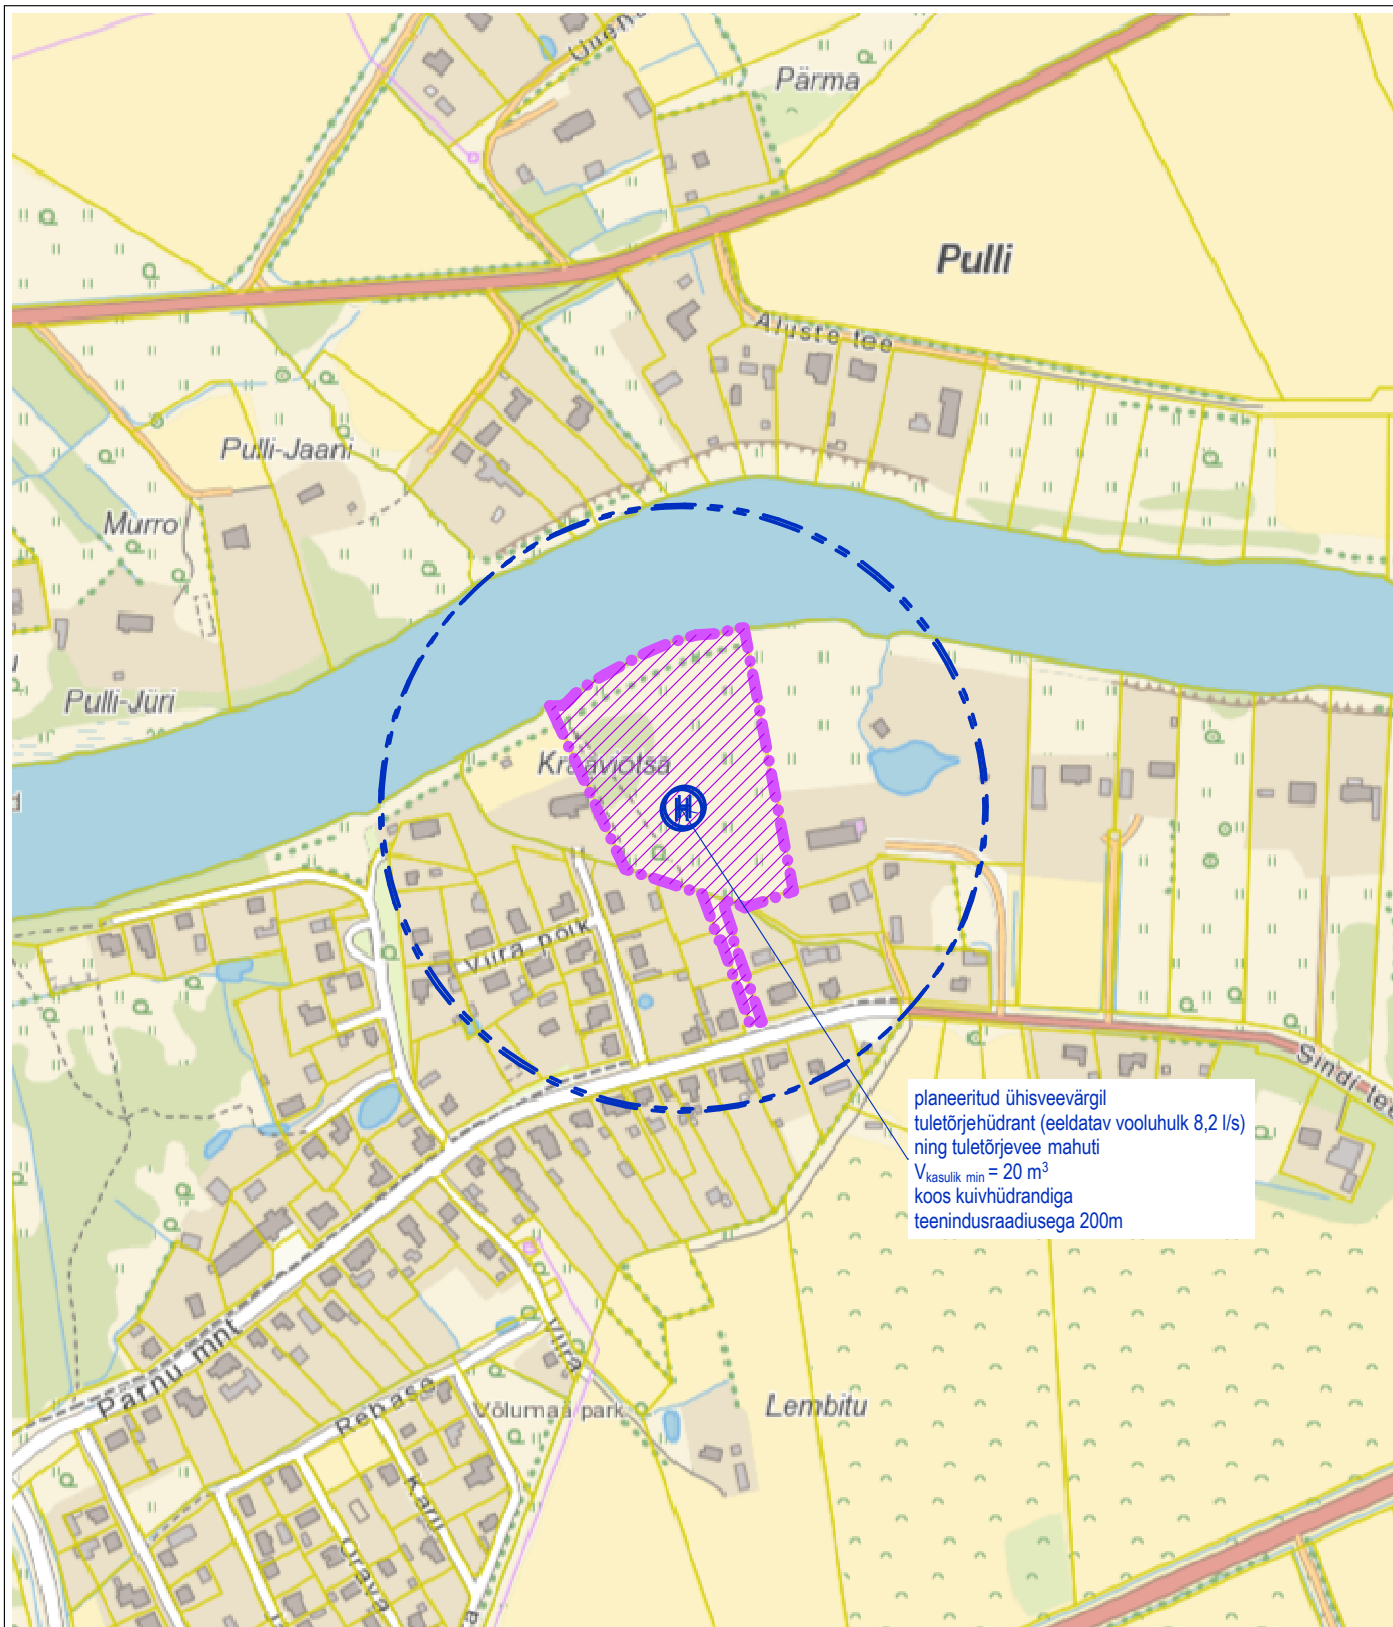 Pärma
Pulli
Aluste tee
Pulli-Jaani
Murro
Pulli-Jüri
Kraaviotsa
H
Viira põik
Sindi tee
planeeritud ühisveevärgil
tuletõrjehüdrant (eeldatav vooluhulk 8,2 l/s)
ning tuletõrjevee mahuti
Vkasulik min = 20 m³
koos kuivhüdrandiga
teenindusraadiusega 200m
Pärnu mnt
Viira
Rebase
Võlumaa park
Lembitu
Karu
Orava